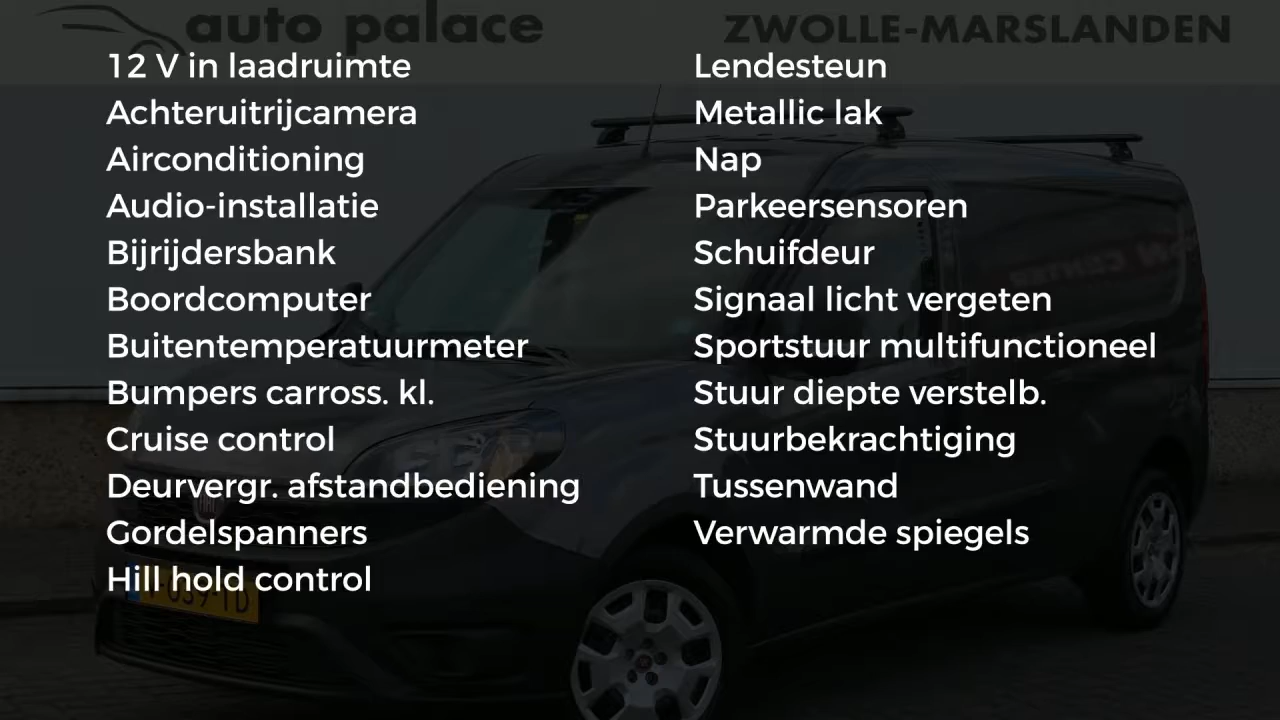 auto palace
ZWOLLE-MARSLANDEN
12 V in laadruimte
Achteruitrijcamera
Airconditioning
Audio-installatie
Bijrijdersbank
Boordcomputer
Buitentemperatuurmeter
Bumpers carross. kl.
Cruise control
Deurvergr. afstandbediening
Gordelspanners
Hill hold control
Lendesteun
Metallic lak
Nap
Parkeersensoren
Schuifdeur
Signaal licht vergeten
Sportstuur multifunctioneel
Stuur diepte verstelb.
Stuurbekrachtiging
Tussenwand
Verwarmde spiegels